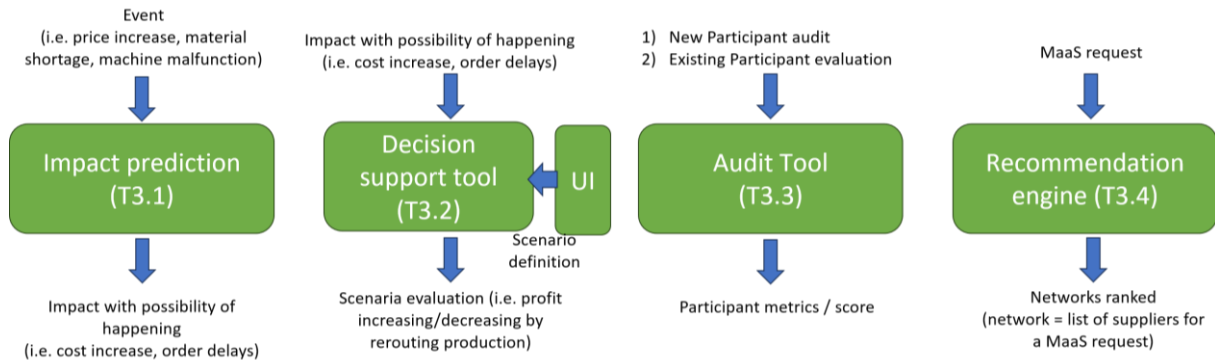 Event
(i.e. price increase, material
shortage, machine malfunction)
Impact prediction
(T3.1)
Impact with possibility of
happening
(i.e. cost increase, order delays)
Impact with possibility of happening
(i.e. cost increase, order delays)
Decision
support tool
(T3.2)
UI
Scenario
definition
Scenaria evaluation (i.e. profit
increasing/decreasing by
rerouting production)
1) New Participant audit
2) Existing Participant evaluation
Audit Tool
(T3.3)
Participant metrics / score
MaaS request
Recommendation
engine (T3.4)
Networks ranked
(network = list of suppliers for
a MaaS request)